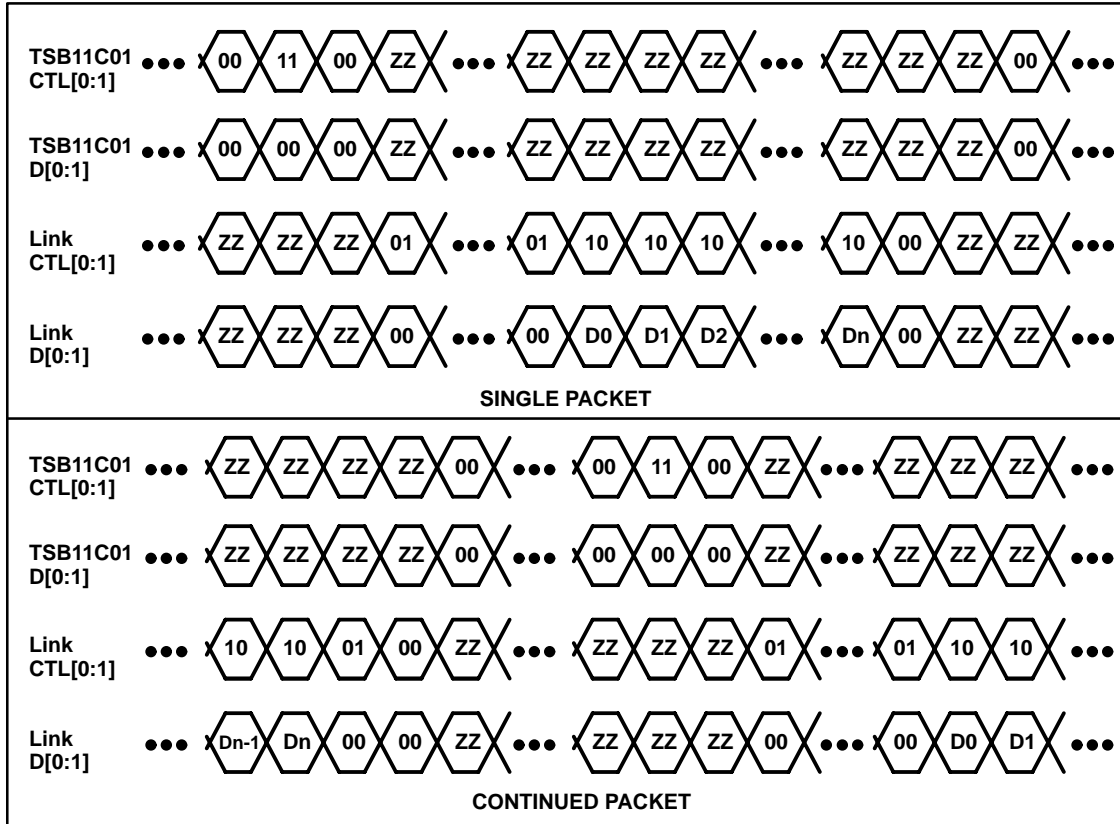 TSB11C01
CTL[0:1]
00 11 00 ZZ ZZ ZZ ZZ ZZ ZZ ZZ ZZ 00
TSB11C01
D[0:1]
00 00 00 ZZ ZZ ZZ ZZ ZZ ZZ ZZ ZZ 00
Link
CTL[0:1]
ZZ ZZ ZZ 01 01 10 10 10 10 00 ZZ ZZ
Link
D[0:1]
ZZ ZZ ZZ 00 00 D0 D1 D2 Dn 00 ZZ ZZ
SINGLE PACKET
TSB11C01
CTL[0:1]
ZZ ZZ ZZ ZZ 00 00 11 00 ZZ ZZ ZZ ZZ
TSB11C01
D[0:1]
ZZ ZZ ZZ ZZ 00 00 00 00 ZZ ZZ ZZ ZZ
Link
CTL[0:1]
10 10 01 00 ZZ ZZ ZZ ZZ 01 01 10 10
Link
D[0:1]
Dn-1 Dn 00 00 ZZ ZZ ZZ ZZ 00 00 D0 D1
CONTINUED PACKET